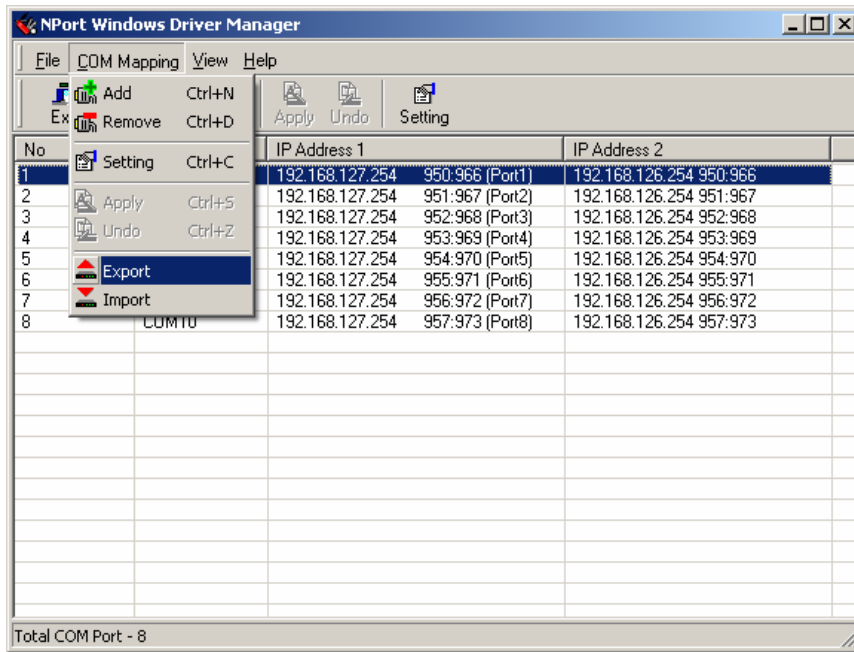 NPort Windows Driver Manager
File COM Mapping View Help
Add Ctrl+N
Remove Ctrl+D
Setting Ctrl+C
Apply Ctrl+S
Undo Ctrl+Z
Export
Import
Ex Apply Undo Setting
No IP Address 1 IP Address 2
1 192.168.127.254 950:966 (Port1) 192.168.126.254 950:966
2 192.168.127.254 951:967 (Port2) 192.168.126.254 951:967
3 192.168.127.254 952:968 (Port3) 192.168.126.254 952:968
4 192.168.127.254 953:969 (Port4) 192.168.126.254 953:969
5 192.168.127.254 954:970 (Port5) 192.168.126.254 954:970
6 192.168.127.254 955:971 (Port6) 192.168.126.254 955:971
7 192.168.127.254 956:972 (Port7) 192.168.126.254 956:972
8 COM10 192.168.127.254 957:973 (Port8) 192.168.126.254 957:973
Total COM Port - 8